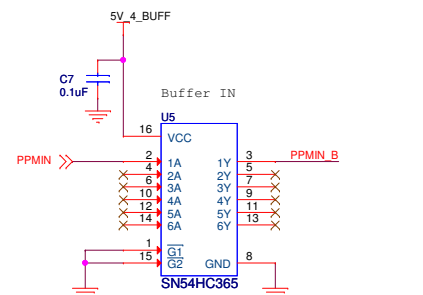 5V_4_BUFF
C7
0.1uF
Buffer IN
U5
16 VCC
PPMIN 2 1A 1Y 3 PPMIN_B
4 2A 2Y 5
6 3A 3Y 7
10 4A 4Y 9
12 5A 5Y 11
14 6A 6Y 13
1 G1
15 G2 GND 8
SN54HC365